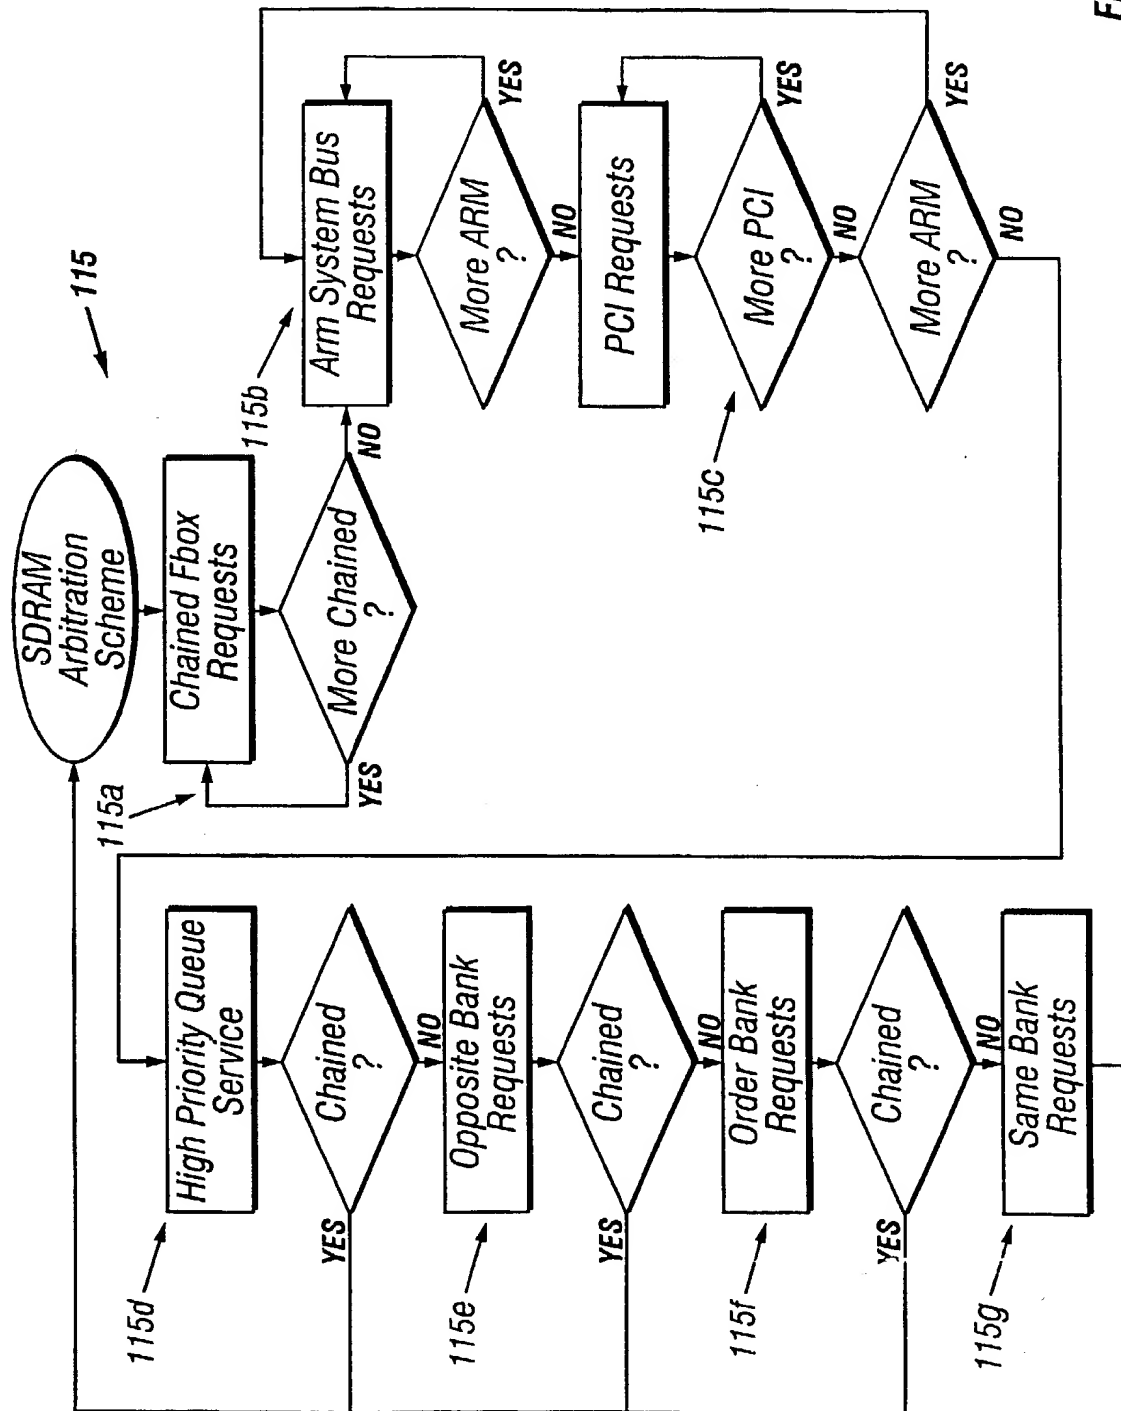 115
SDRAM
Arbitration
Scheme
115a
Chained Fbox
Requests
More Chained
?
YES
NO
115b
Arm System Bus
Requests
More ARM
?
YES
NO
PCI Requests
115c
More PCI
?
YES
NO
More ARM
?
YES
NO
115d
High Priority Queue
Service
Chained
?
YES
NO
115e
Opposite Bank
Requests
Chained
?
YES
NO
115f
Order Bank
Requests
Chained
?
YES
NO
115g
Same Bank
Requests